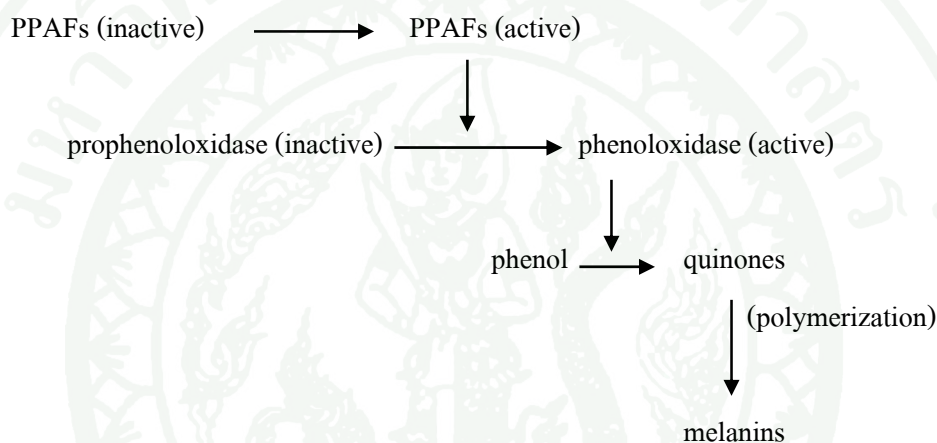 PPAFs (inactive) PPAFs (active)
prophenoloxidase (inactive) phenoloxidase (active)
phenol quinones
(polymerization)
melanins